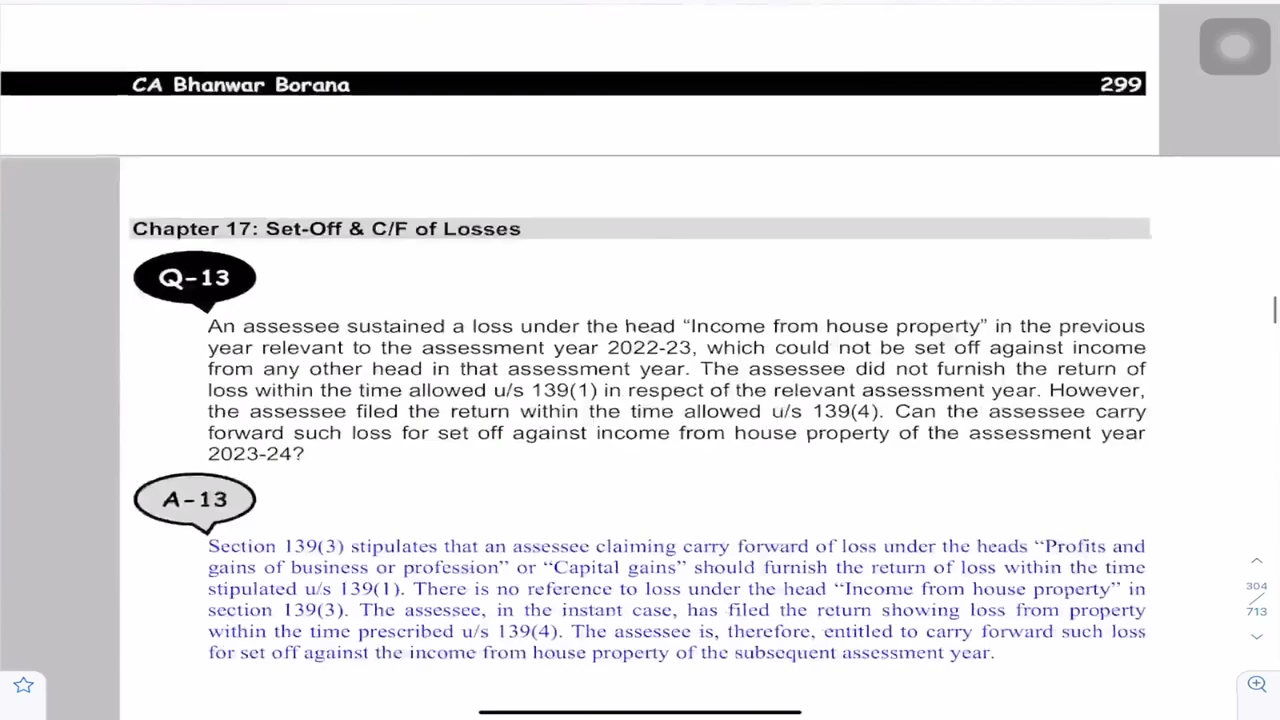 CA Bhanwar Borana 299
Chapter 17: Set-Off & C/F of Losses
Q-13
An assessee sustained a loss under the head “Income from house property” in the previous
year relevant to the assessment year 2022-23, which could not be set off against income
from any other head in that assessment year. The assessee did not furnish the return of
loss within the time allowed u/s 139(1) in respect of the relevant assessment year. However,
the assessee filed the return within the time allowed u/s 139(4). Can the assessee carry
forward such loss for set off against income from house property of the assessment year
2023-24?
A-13
Section 139(3) stipulates that an assessee claiming carry forward of loss under the heads “Profits and
gains of business or profession” or “Capital gains” should furnish the return of loss within the time
stipulated u/s 139(1). There is no reference to loss under the head “Income from house property” in
section 139(3). The assessee, in the instant case, has filed the return showing loss from property
within the time prescribed u/s 139(4). The assessee is, therefore, entitled to carry forward such loss
for set off against the income from house property of the subsequent assessment year.
304
713